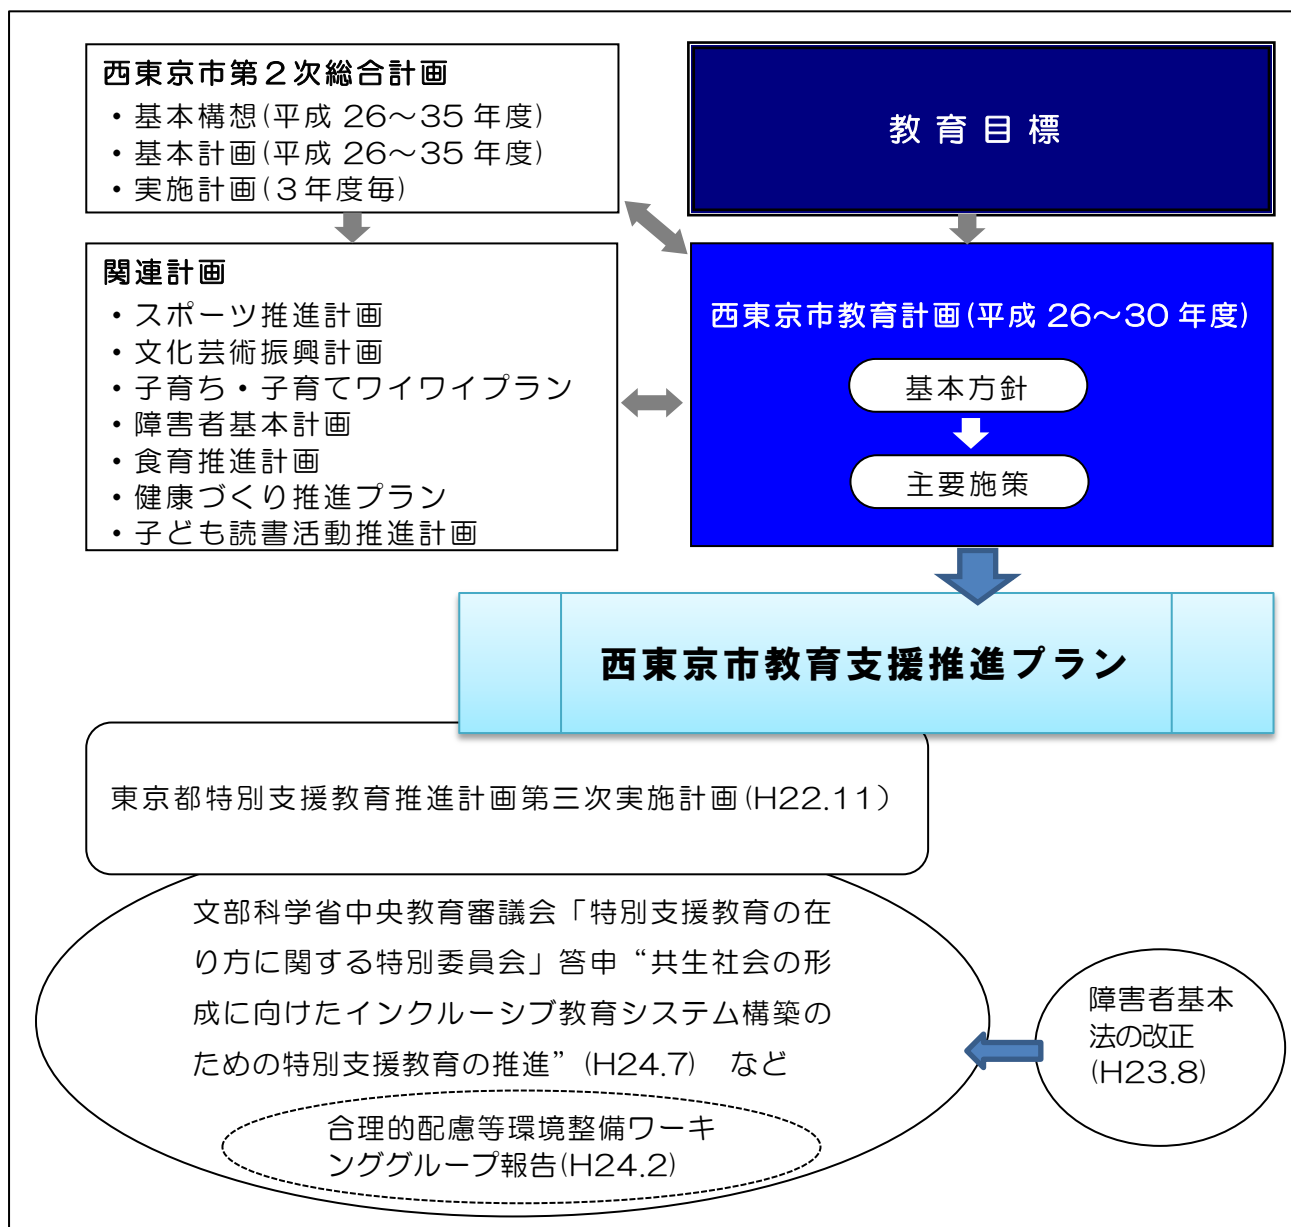 西東京市第２次総合計画
・基本構想(平成 26～35 年度)
・基本計画(平成 26～35 年度)
・実施計画(３年度毎)
教 育 目 標
関連計画
・スポーツ推進計画
・文化芸術振興計画
・子育ち・子育てワイワイプラン
・障害者基本計画
・食育推進計画
・健康づくり推進プラン
・子ども読書活動推進計画
西東京市教育計画(平成 26～30 年度)
基本方針
主要施策
西東京市教育支援推進プラン
東京都特別支援教育推進計画第三次実施計画(H22.11）
文部科学省中央教育審議会「特別支援教育の在
り方に関する特別委員会」答申“共生社会の形
成に向けたインクルーシブ教育システム構築の
ための特別支援教育の推進”(H24.7)　など
合理的配慮等環境整備ワーキ
ンググループ報告(H24.2)
障害者基本
法の改正
(H23.8)